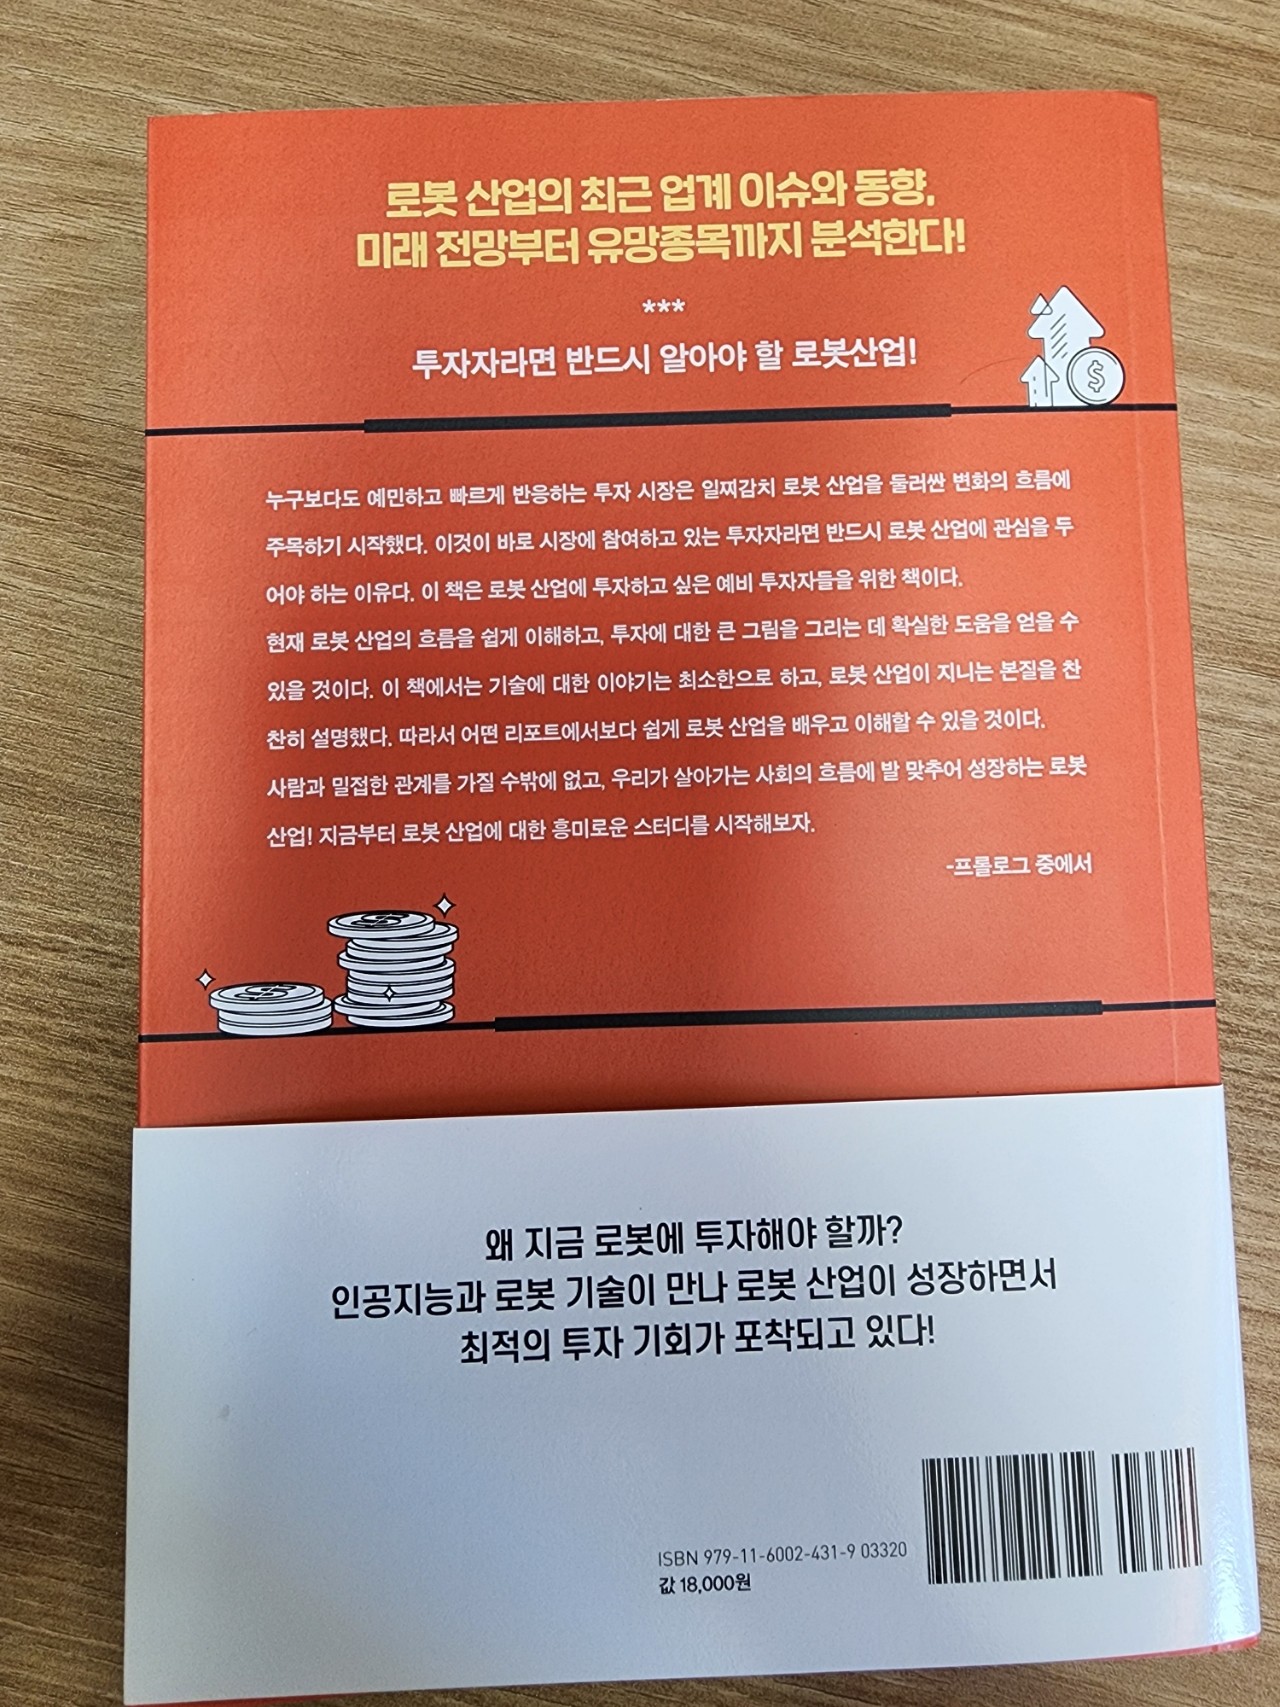 로봇 산업의 최근 업계 이슈와 동향,
미래 전망부터 유망종목까지 분석한다!
***
투자자라면 반드시 알아야 할 로봇산업!
누구보다도 예민하고 빠르게 반응하는 투자 시장은 일찌감치 로봇 산업을 둘러싼 변화의 흐름에
주목하기 시작했다. 이것이 바로 시장에 참여하고 있는 투자자라면 반드시 로봇 산업에 관심을 두
어야 하는 이유다. 이 책은 로봇 산업에 투자하고 싶은 예비 투자자들을 위한 책이다.
현재 로봇 산업의 흐름을 쉽게 이해하고, 투자에 대한 큰 그림을 그리는 데 확실한 도움을 얻을 수
있을 것이다. 이 책에서는 기술에 대한 이야기는 최소한으로 하고, 로봇 산업이 지니는 본질을 찬
찬히 설명했다. 따라서 어떤 리포트에서보다 쉽게 로봇 산업을 배우고 이해할 수 있을 것이다.
사람과 밀접한 관계를 가질 수밖에 없고, 우리가 살아가는 사회의 흐름에 발 맞추어 성장하는 로봇
산업! 지금부터 로봇 산업에 대한 흥미로운 스터디를 시작해보자.
-프롤로그 중에서
왜 지금 로봇에 투자해야 할까?
인공지능과 로봇 기술이 만나 로봇 산업이 성장하면서
최적의 투자 기회가 포착되고 있다!
ISBN 979-11-6002-431-9 03320
값 18,000원